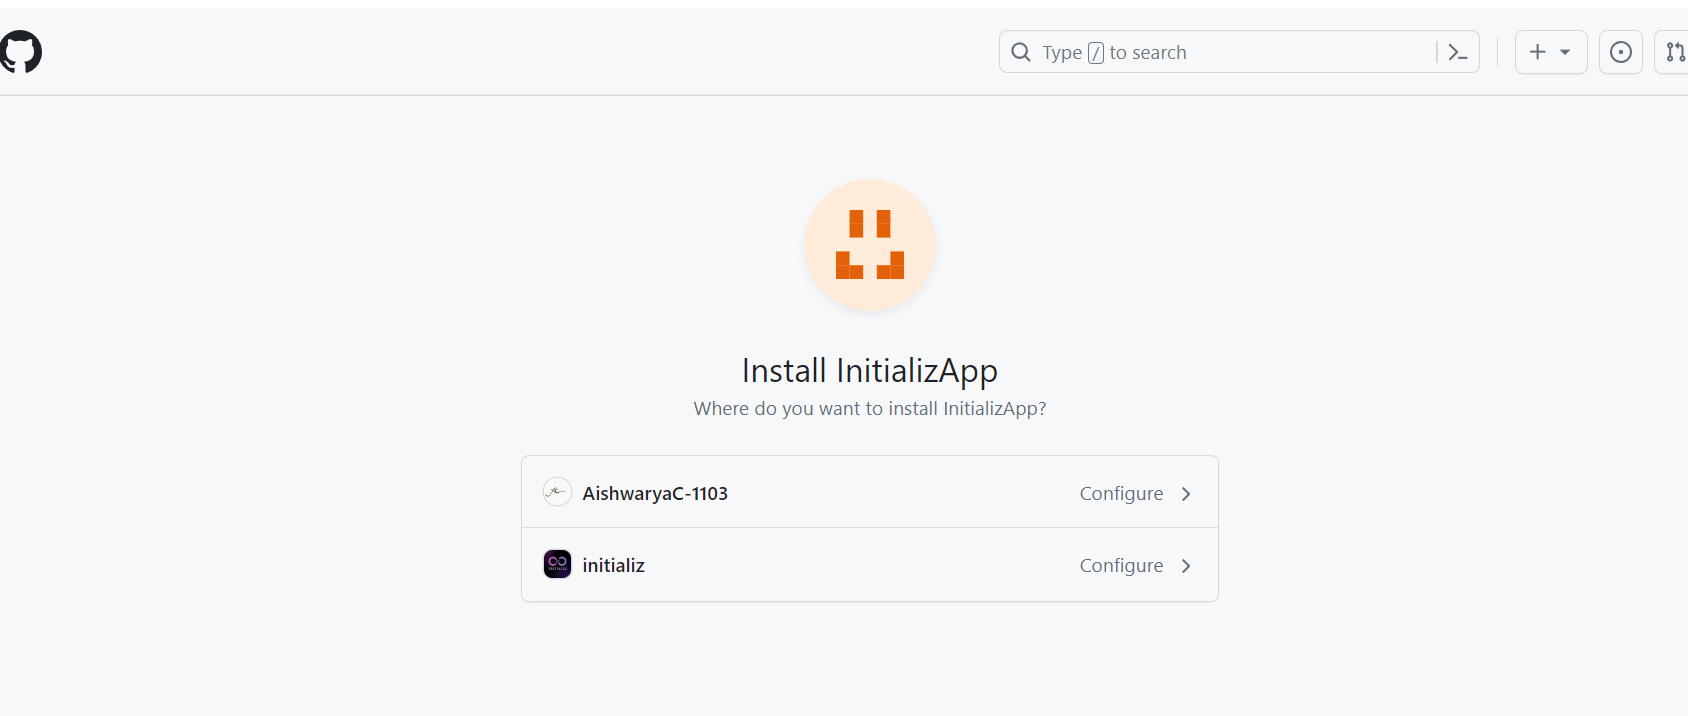 Type / to search
Install InitializApp
Where do you want to install InitializApp?
AishwaryaC-1103 Configure
initializ Configure